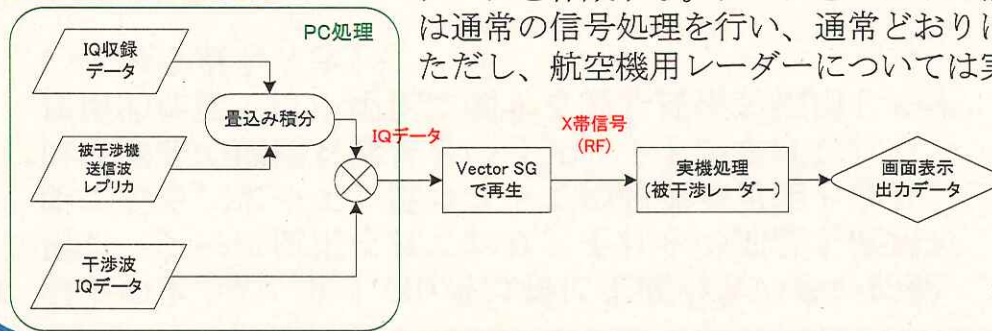 は通常の信号処理を行い、通常どおりに
ただし、航空機用レーダーについては実
PC処理
IQ収録
データ
畳込み積分
被干渉機
送信波
レプリカ
干渉波
IQデータ
IQデータ
Vector SG
で再生
X帯信号
(RF)
実機処理
(被干渉レーダー)
画面表示
出力データ